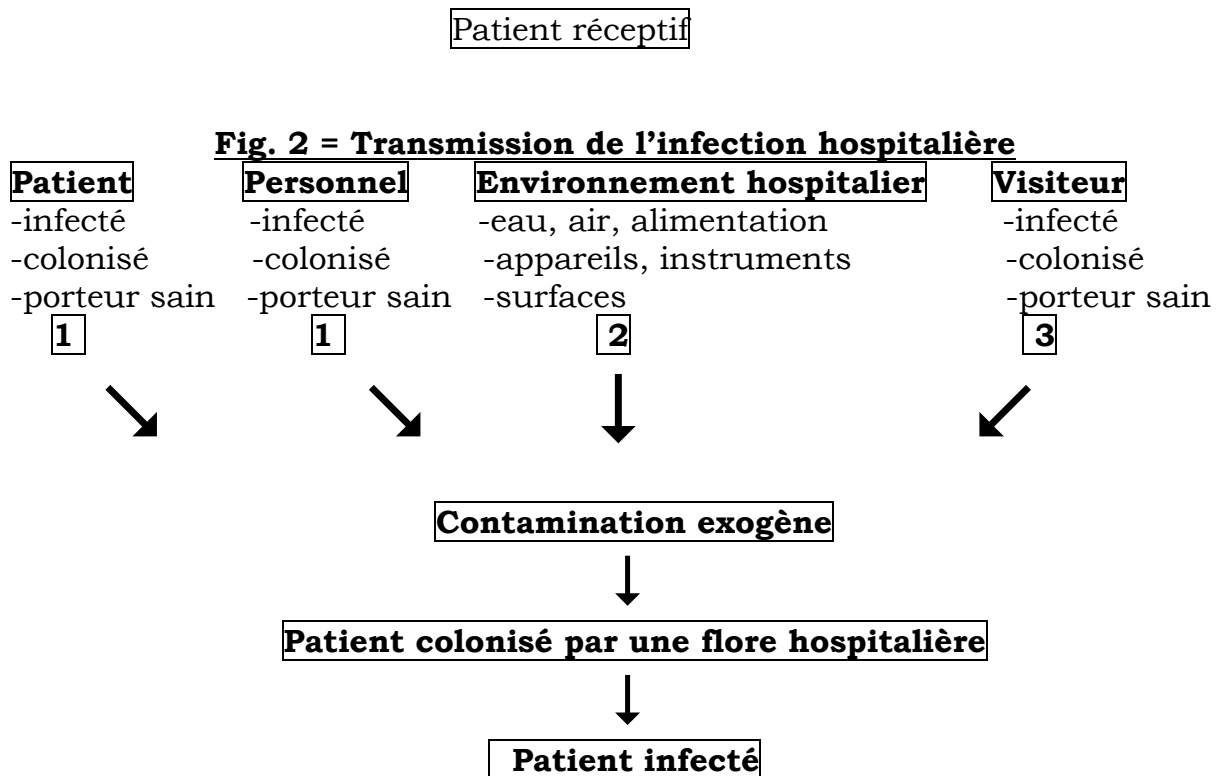 Patient réceptif
Fig. 2 = Transmission de l’infection hospitalière
Patient Personnel Environnement hospitalier Visiteur
-infecté -infecté -eau, air, alimentation -infecté
-colonisé -colonisé -appareils, instruments -colonisé
-porteur sain -porteur sain -surfaces -porteur sain
1 1 2 3
Contamination exogène
Patient colonisé par une flore hospitalière
Patient infecté